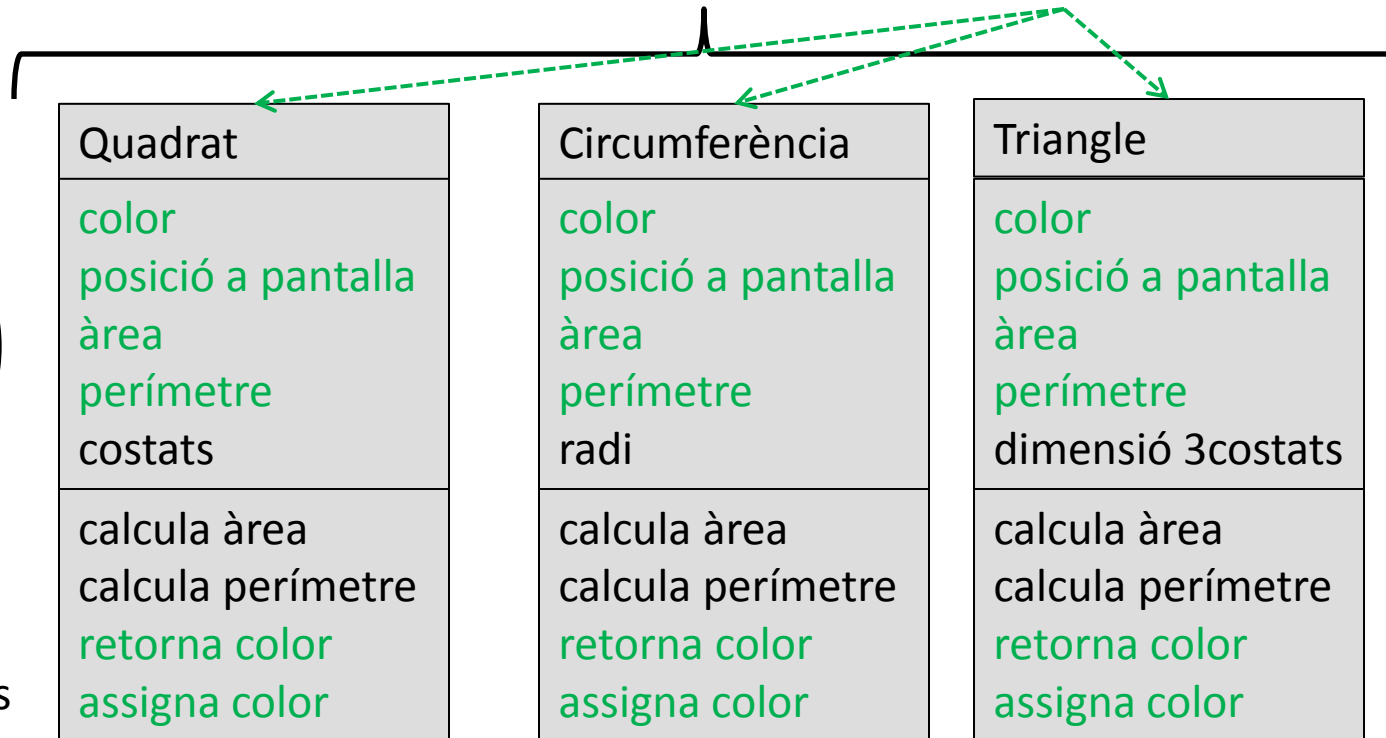 Quadrat
color
posició a pantalla
àrea
perímetre
costats
calcula àrea
calcula perímetre
retorna color
assigna color
Circumferència
color
posició a pantalla
àrea
perímetre
radi
calcula àrea
calcula perímetre
retorna color
assigna color
Triangle
color
posició a pantalla
àrea
perímetre
dimensió 3costats
calcula àrea
calcula perímetre
retorna color
assigna color